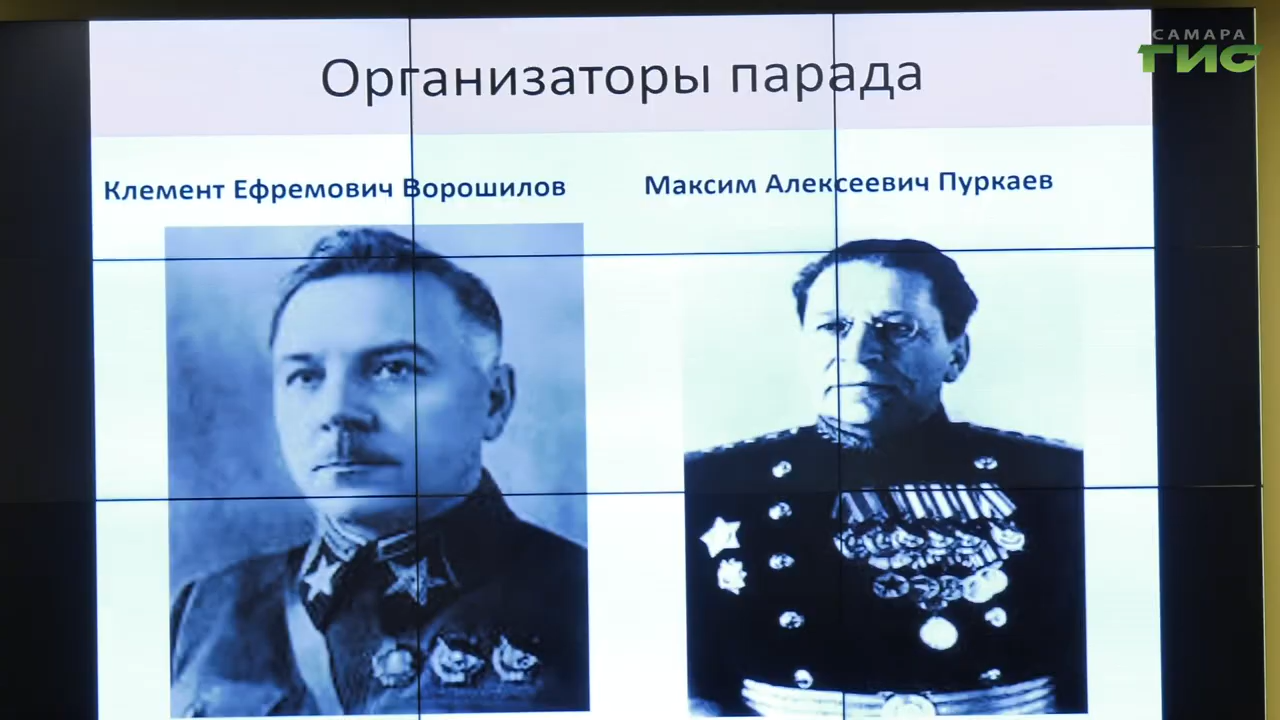 САМАРА
ГИС
Организаторы парада
Клемент Ефремович Ворошилов
Максим Алексеевич Пуркаев